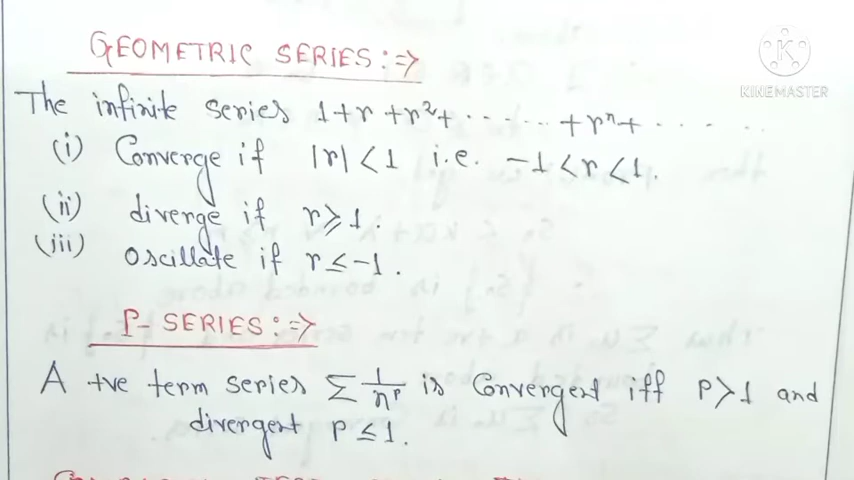 GEOMETRIC SERIES:⇒
K
KINEMASTER
The infinite series 1+r+r²+.......+rⁿ+......
(i) Converge if |r|<1 i.e. -1<r<1.
(ii) diverge if r⩾1.
(iii) oscillate if r≤-1.
P-SERIES:⇒
A +ve term series ∑ 1/nᵖ is Convergent iff P>1 and
divergent P≤1.